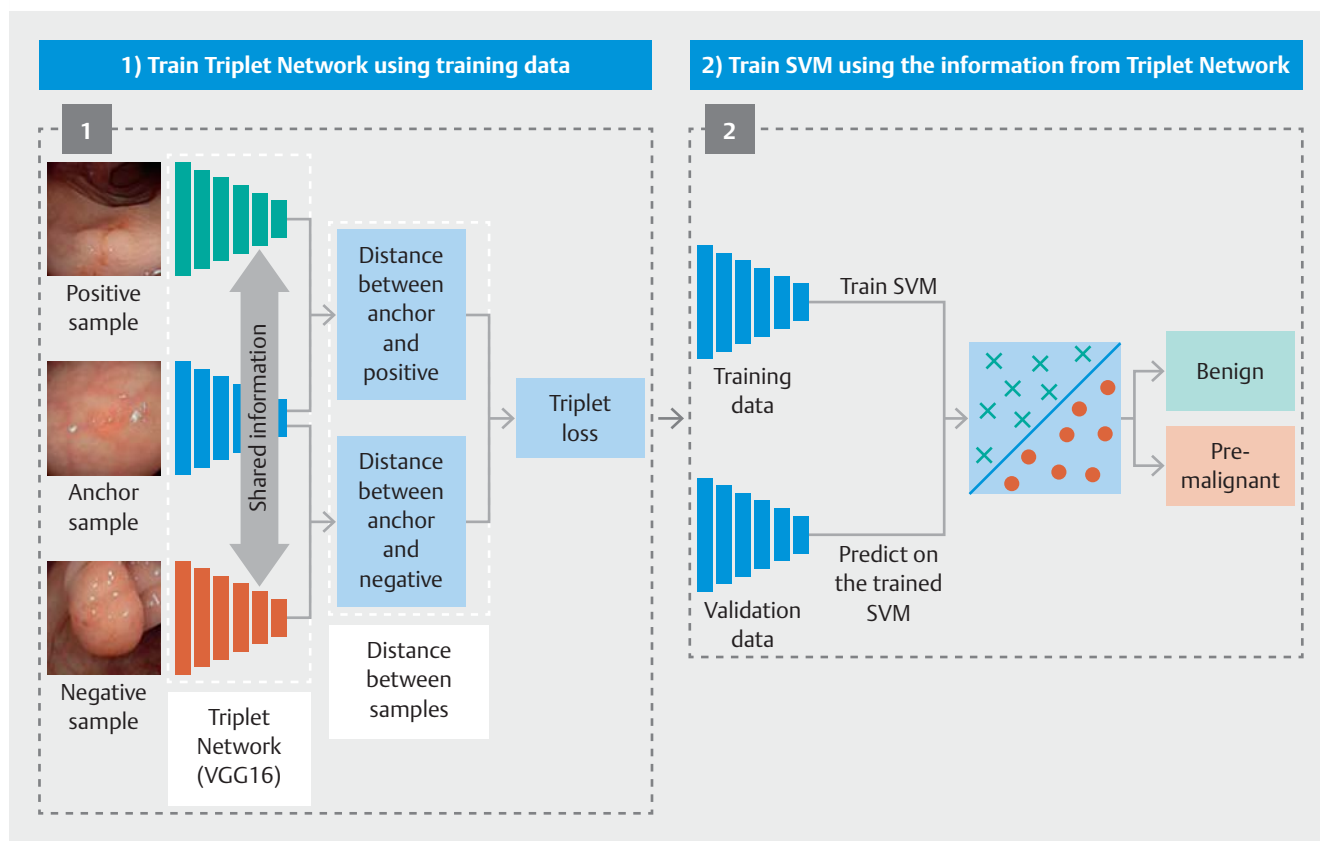 1) Train Triplet Network using training data
1
Positive
sample
Anchor
sample
Negative
sample
Shared information
Triplet
Network
(VGG16)
Distance
between
anchor
and
positive
Distance
between
anchor
and
negative
Distance
between
samples
Triplet
loss
2) Train SVM using the information from Triplet Network
2
Training
data
Train SVM
Validation
data
Predict on
the trained
SVM
Benign
Pre-
malignant